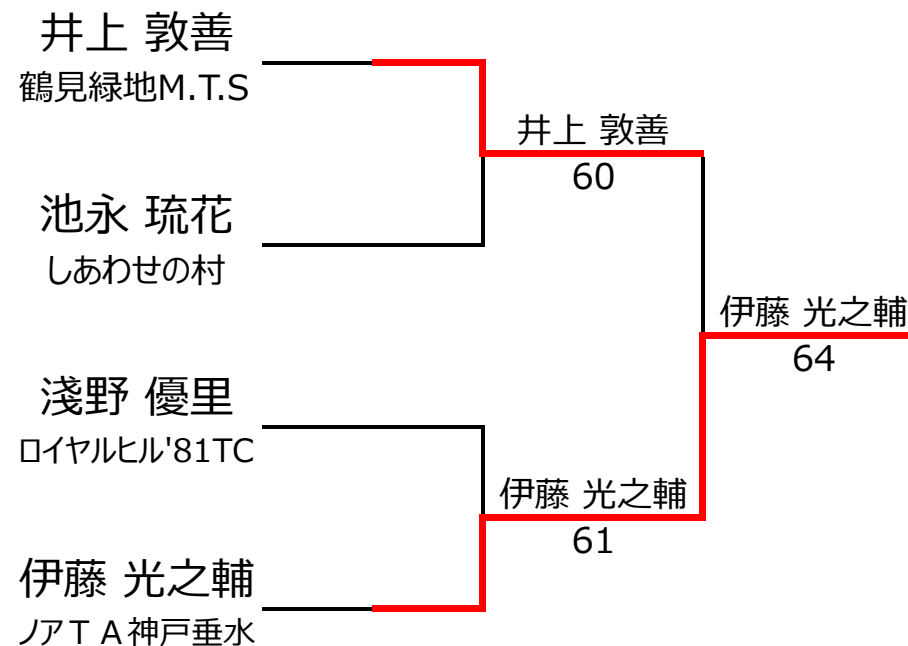 井上 敦善
鶴見緑地M.T.S
井上 敦善
60
池永 琉花
しあわせの村
伊藤 光之輔
64
淺野 優里
ロイヤルヒル'81TC
伊藤 光之輔
61
伊藤 光之輔
ノアＴＡ神戸垂水